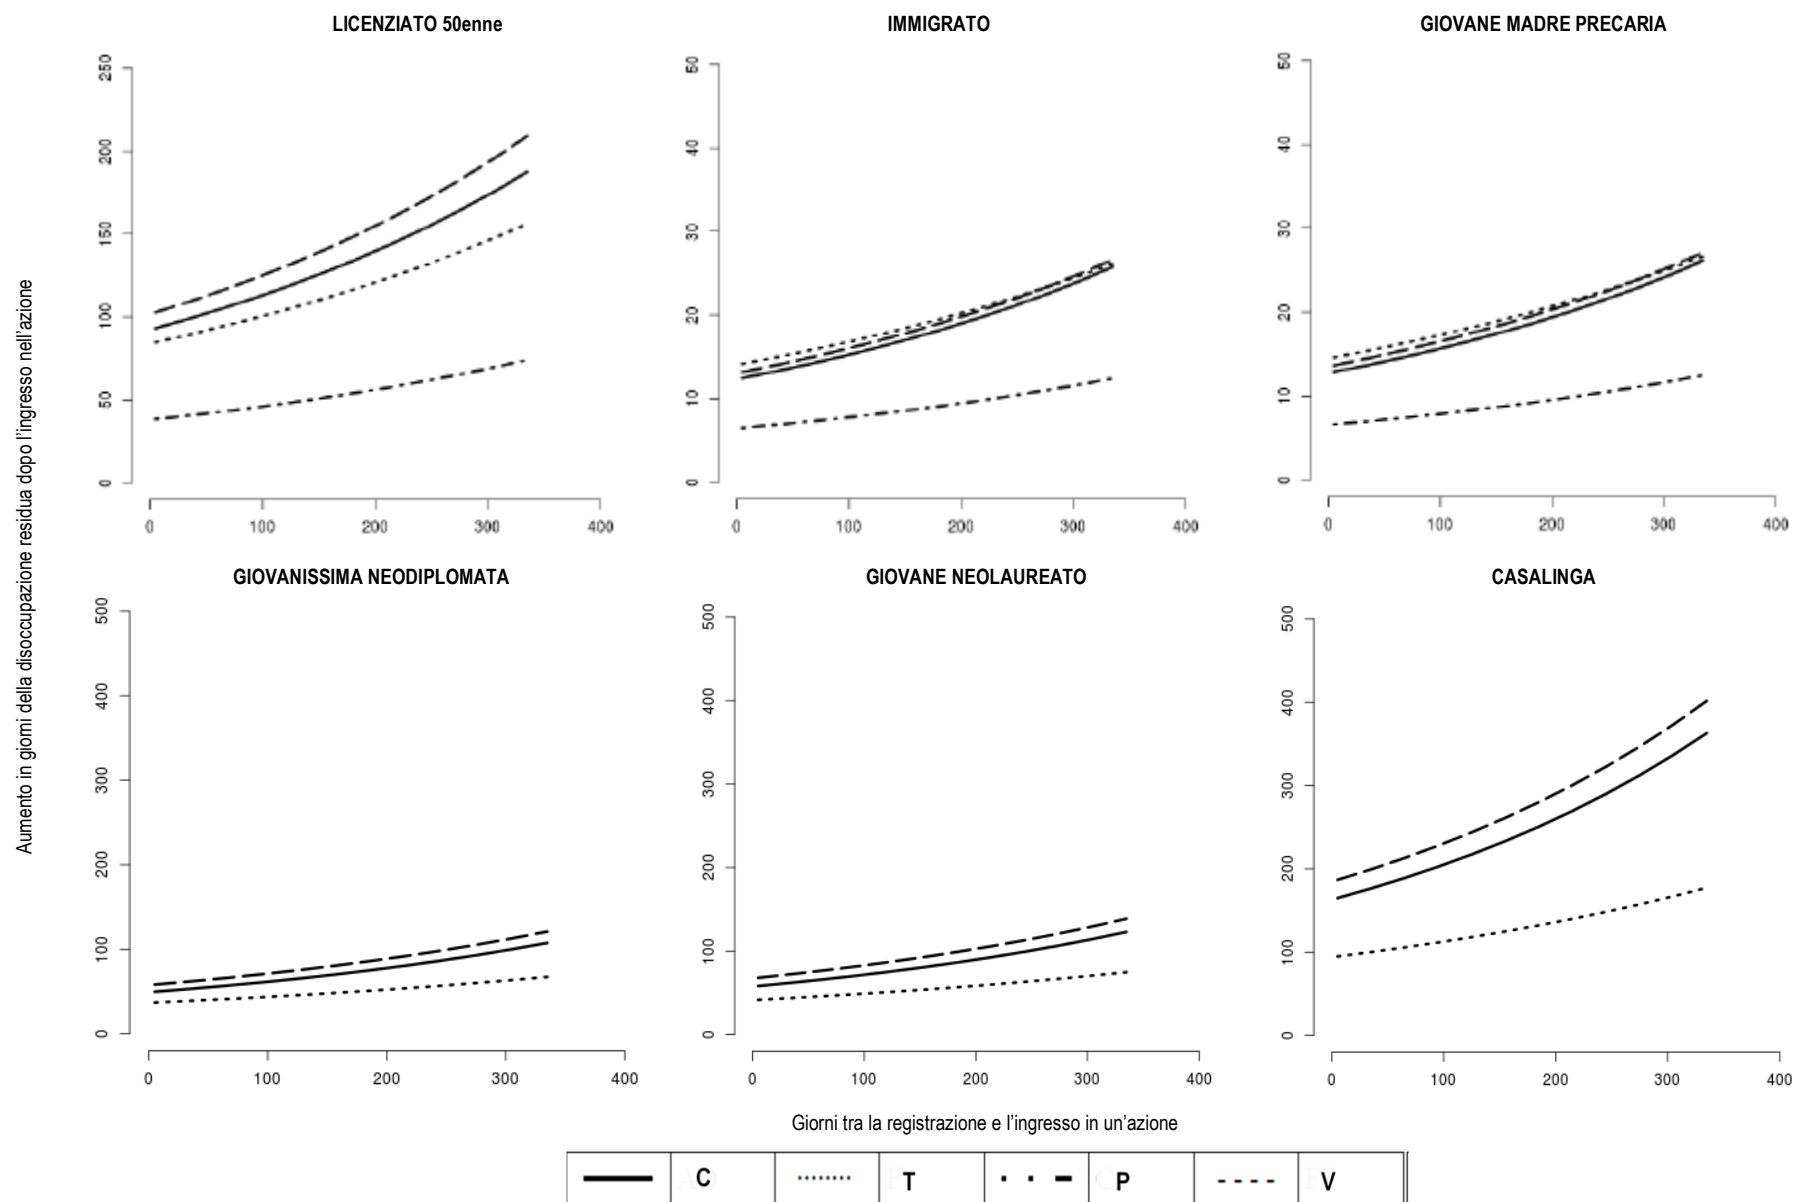 LICENZIATO 50enne
IMMIGRATO
GIOVANE MADRE PRECARIA
Aumento in giorni della disoccupazione residua dopo l'ingresso nell'azione
250
200
150
100
50
0
0 100 200 300 400
50
40
30
20
10
0
0 100 200 300 400
50
40
30
20
10
0
0 100 200 300 400
GIOVANISSIMA NEODIPLOMATA
GIOVANE NEOLAUREATO
CASALINGA
500
400
300
200
100
0
0 100 200 300 400
500
400
300
200
100
0
0 100 200 300 400
500
400
300
200
100
0
0 100 200 300 400
Giorni tra la registrazione e l'ingresso in un'azione
C T P V